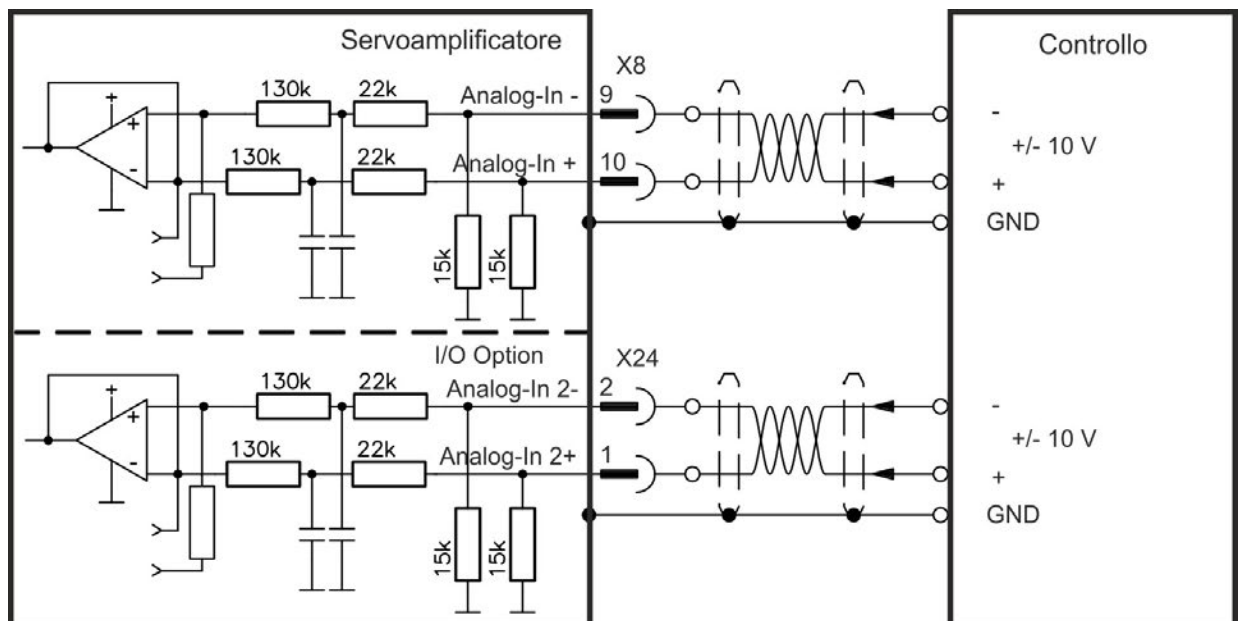 Servoamplificatore
Controllo
X8
130k
22k
Analog-In -
9
-
+
+
+/- 10 V
130k
22k
Analog-In +
10
-
+
GND
15k
15k
I/O Option
X24
130k
22k
Analog-In 2-
2
-
+
+
+/- 10 V
130k
22k
Analog-In 2+
1
-
+
GND
15k
15k